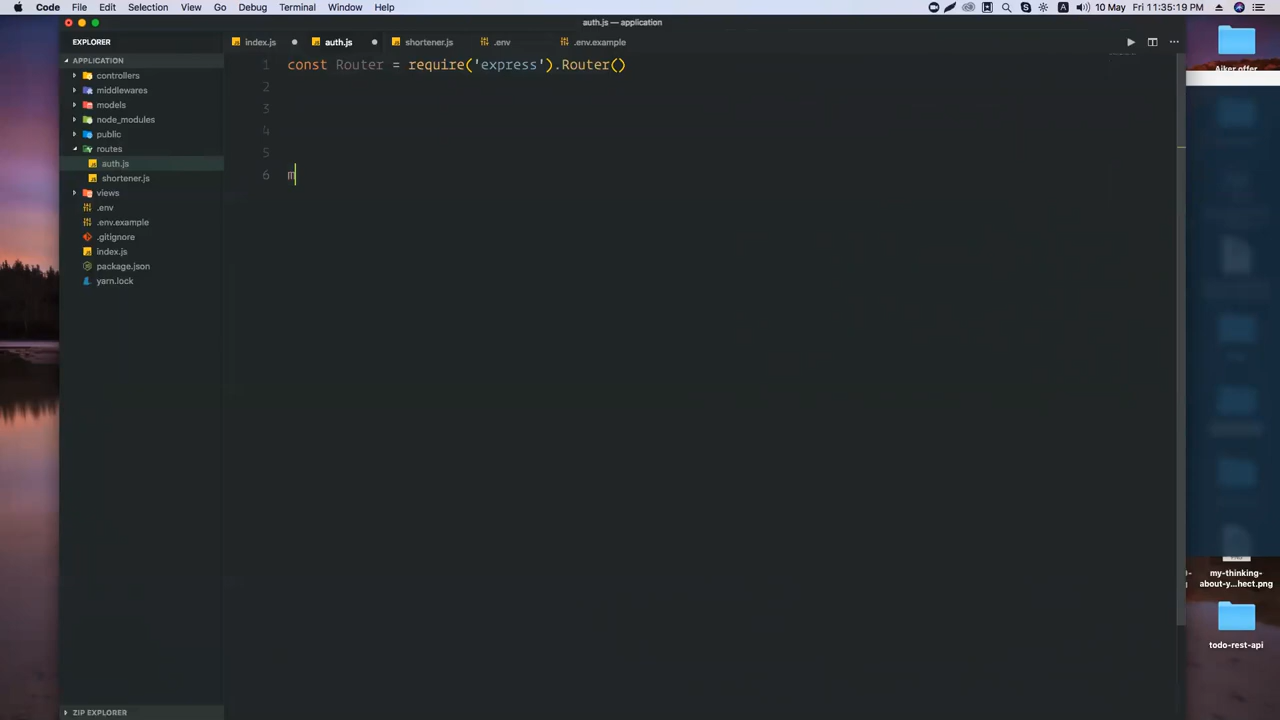 Code File Edit Selection View Go Debug Terminal Window Help
10 May Fri 11:35:19 PM
auth.js — application
EXPLORER
index.js
auth.js
shortener.js
.env
.env.example
APPLICATION
controllers
middlewares
models
node_modules
public
routes
auth.js
shortener.js
views
.env
.env.example
.gitignore
index.js
package.json
yarn.lock
ZIP EXPLORER
1 const Router = require('express').Router()
2
3
4
5
6 m
Aiker offer
my-thinking-
about-y...hect.png
todo-rest-api